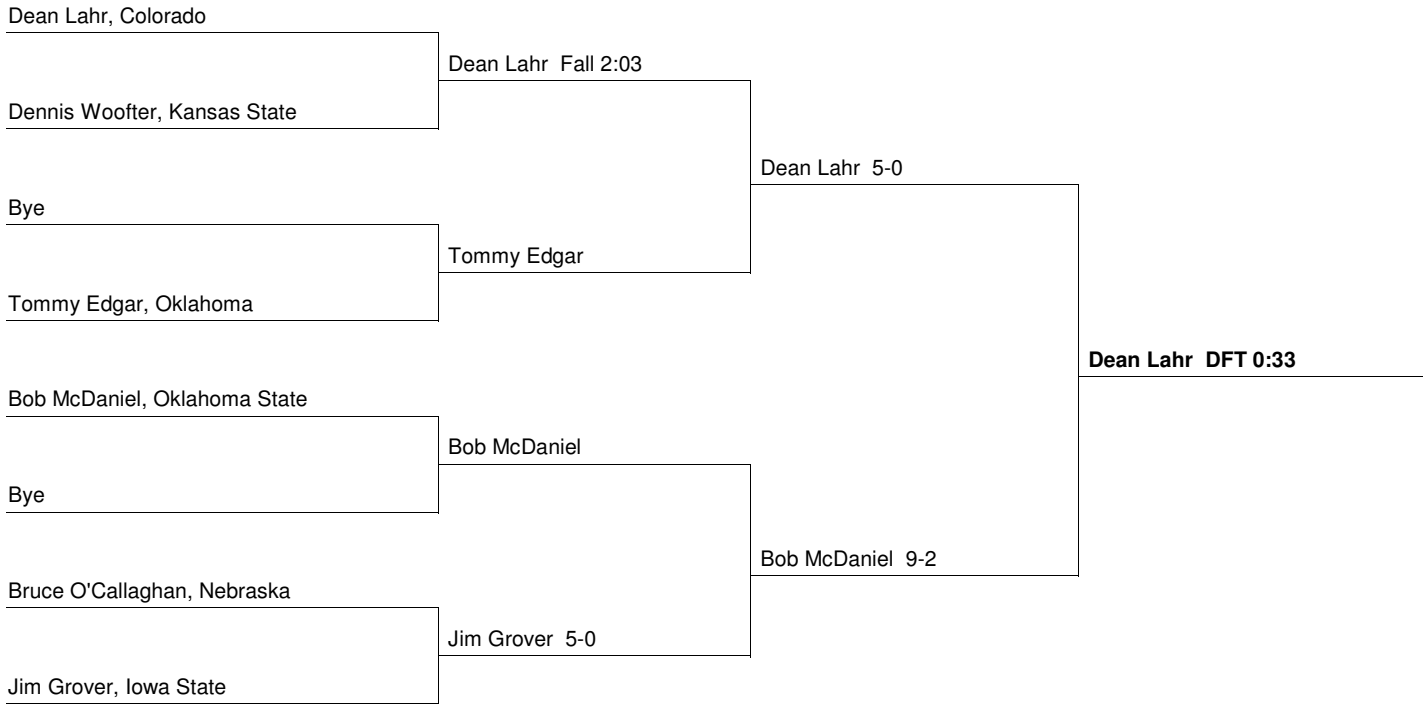 Dean Lahr, Colorado
Dean Lahr  Fall 2:03
Dennis Woofter, Kansas State
Dean Lahr  5-0
Bye
Tommy Edgar
Tommy Edgar, Oklahoma
Dean Lahr  DFT 0:33
Bob McDaniel, Oklahoma State
Bob McDaniel
Bye
Bob McDaniel  9-2
Bruce O'Callaghan, Nebraska
Jim Grover  5-0
Jim Grover, Iowa State